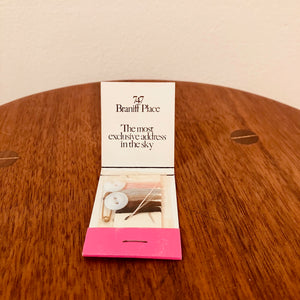 747
Braniff Place
The most
exclusive address
in the sky